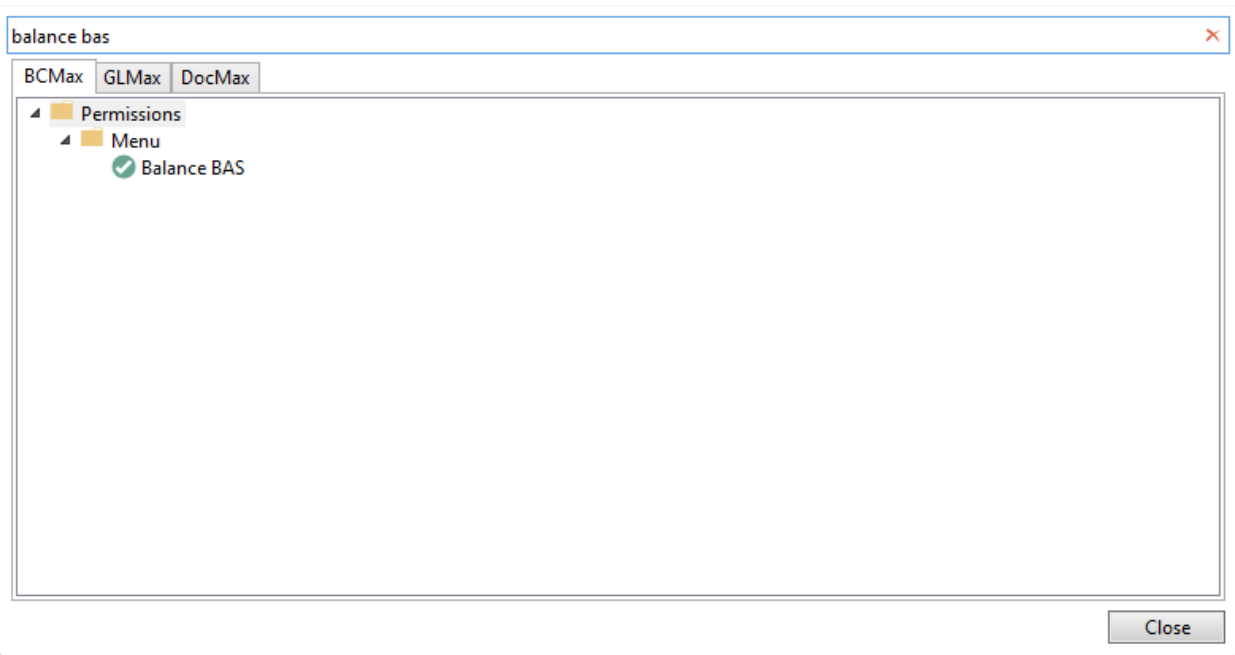 balance bas
BCMax GLMax DocMax
Permissions
Menu
Balance BAS
Close